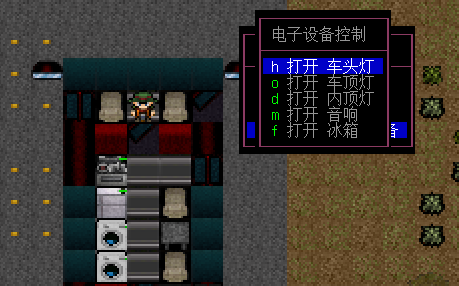 电子设备控制
h 打开 车头灯
o 打开 车顶灯
d 打开 内顶灯
m 打开 音响
f 打开 冰箱
备